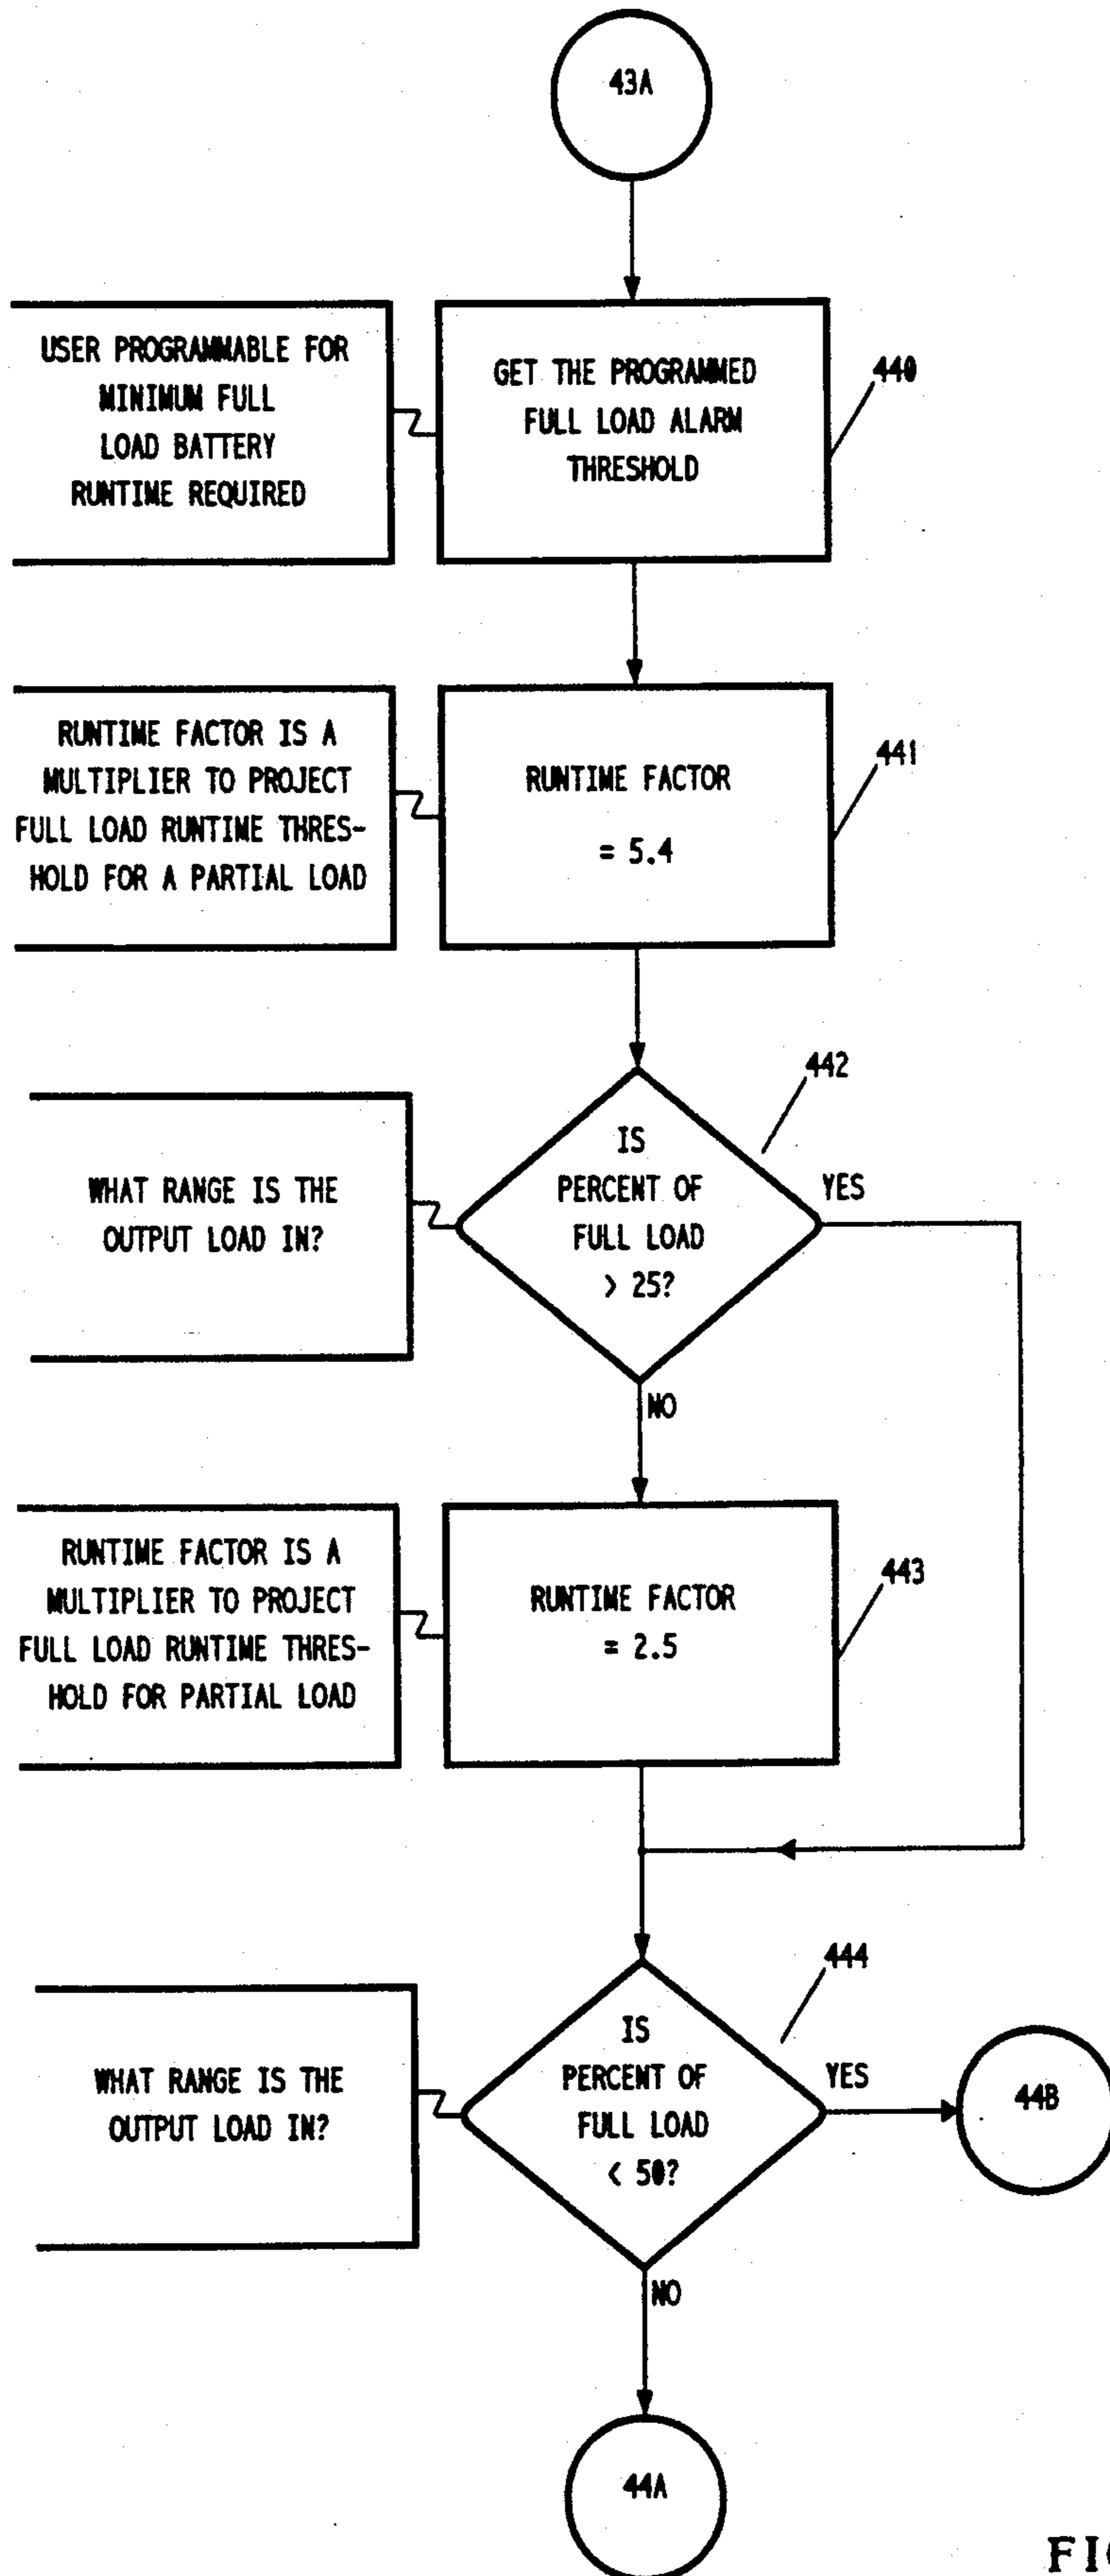 43A
USER PROGRAMMABLE FOR
MINIMUM FULL
LOAD BATTERY
RUNTIME REQUIRED
GET THE PROGRAMMED
FULL LOAD ALARM
THRESHOLD
440
RUNTIME FACTOR IS A
MULTIPLIER TO PROJECT
FULL LOAD RUNTIME THRES-
HOLD FOR A PARTIAL LOAD
RUNTIME FACTOR
= 5.4
441
WHAT RANGE IS THE
OUTPUT LOAD IN?
IS
PERCENT OF
FULL LOAD
> 25?
442
YES
NO
RUNTIME FACTOR IS A
MULTIPLIER TO PROJECT
FULL LOAD RUNTIME THRES-
HOLD FOR PARTIAL LOAD
RUNTIME FACTOR
= 2.5
443
WHAT RANGE IS THE
OUTPUT LOAD IN?
IS
PERCENT OF
FULL LOAD
< 50?
444
YES
44B
NO
44A